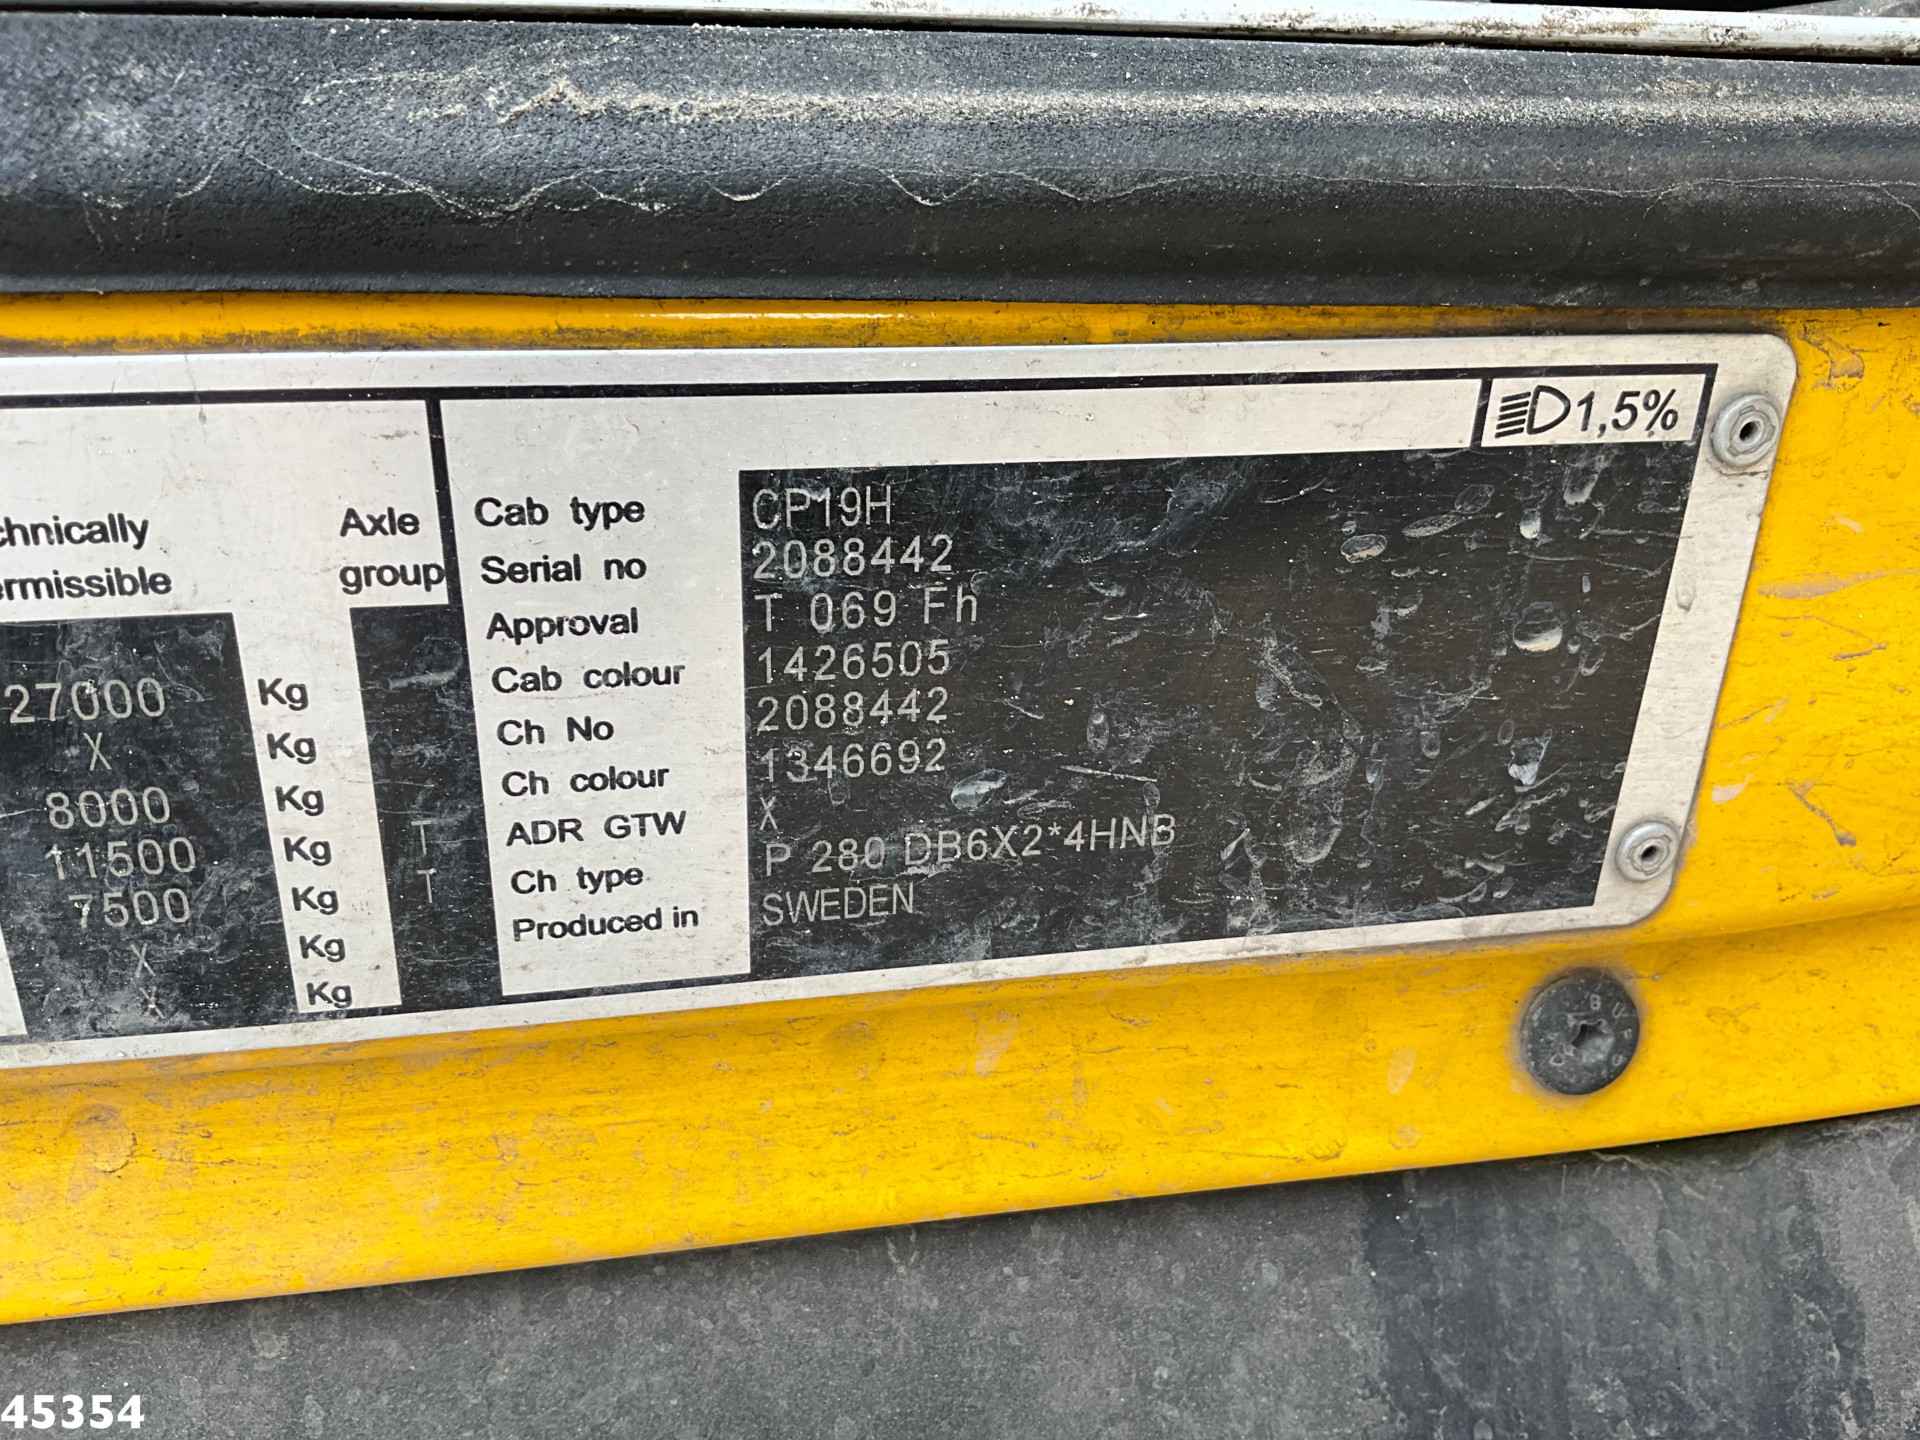 1,5%
chnically
ermissible
Axle
group
27000 Kg
X Kg
8000 Kg
11500 Kg T
7500 Kg T
X Kg
X Kg
Cab type CP19H
Serial no 2088442
Approval T 069 Fh
Cab colour 1426505
Ch No 2088442
Ch colour 1346692
ADR GTW X
Ch type P 280 DB6X2*4HNB
Produced in SWEDEN
45354